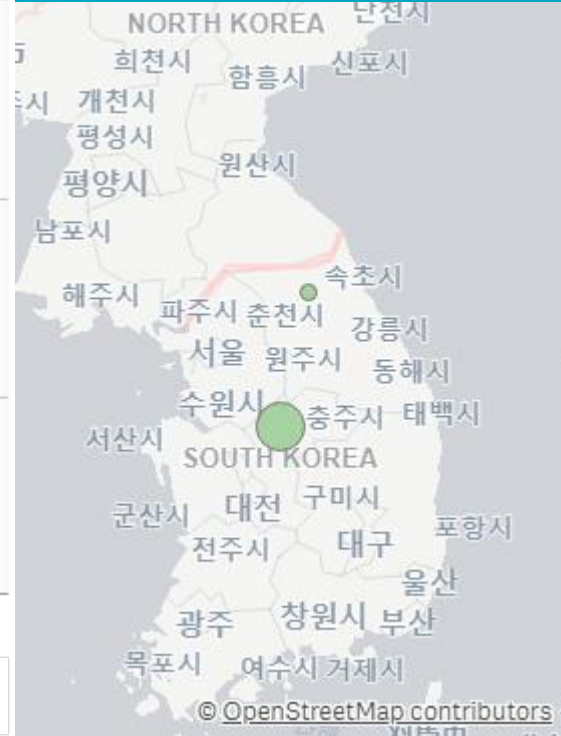 단천시
NORTH KOREA
희천시
신포시
함흥시
개천시
평성시
원산시
평양시
남포시
속초시
해주시
파주시 춘천시
강릉시
서울 원주시
동해시
수원시
충주시 태백시
서산시
SOUTH KOREA
구미시
대전
군산시
포항시
전주시
대구
울산
광주 창원시 부산
목포시 여수시 거제시
© OpenStreetMap contributors